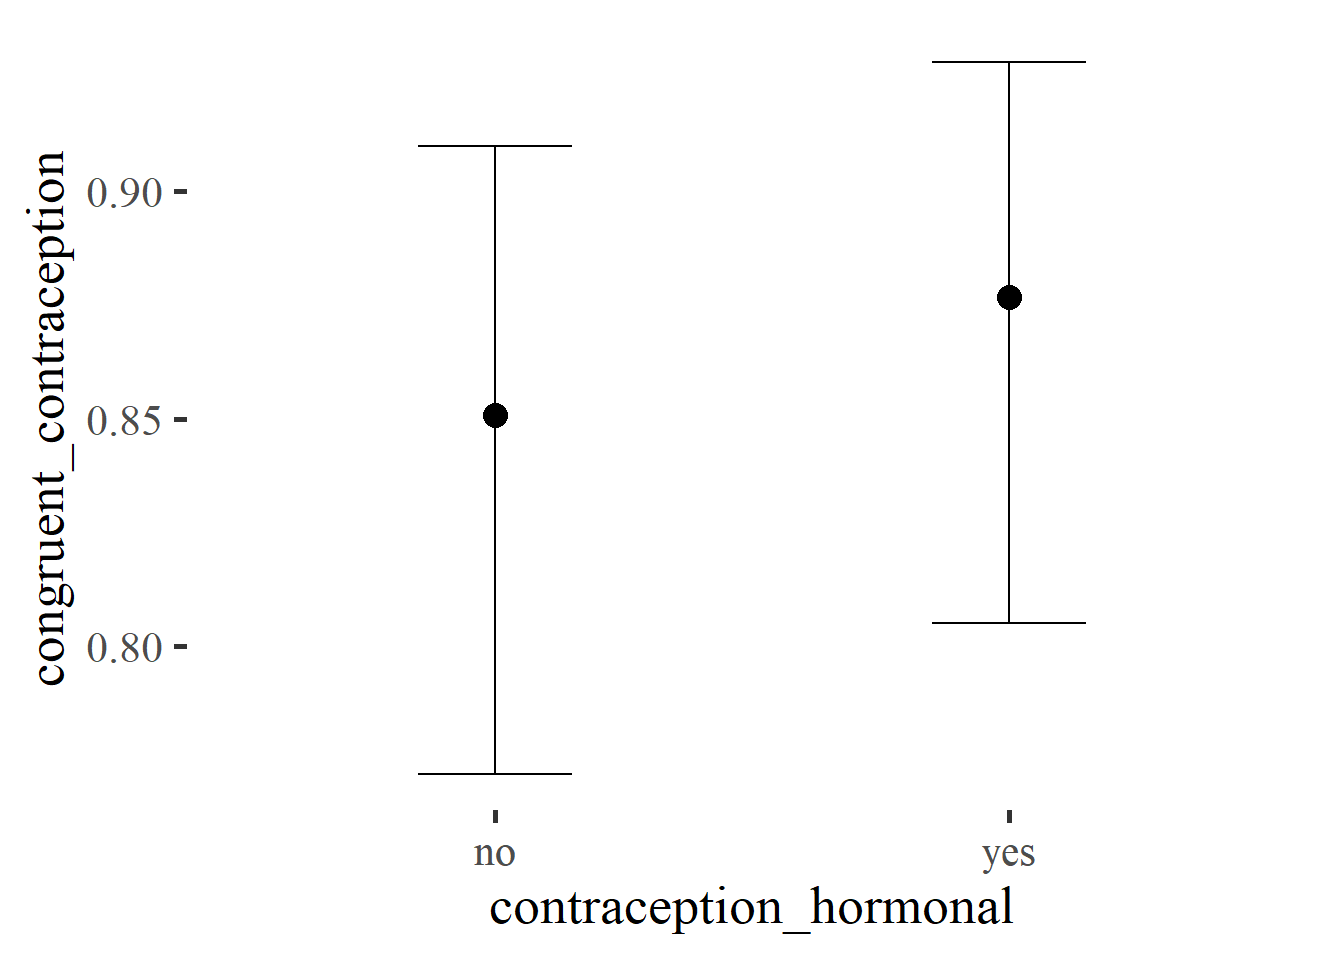 congruent_contraception
0.90
0.85
0.80
no
yes
contraception_hormonal